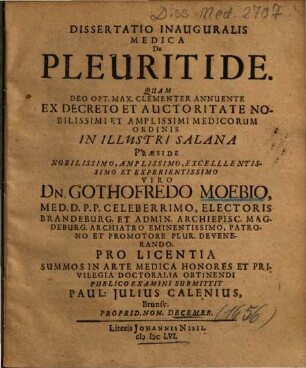 Diss. Med. 2707
DISSERTATIO INAUGURALIS
MEDICA
De
PLEURITIDE.
QUAM
DEO OPT. MAX. CLEMENTER ANNUENTE
EX DECRETO ET AUCTORITATE NO-
BILISSIMI ET AMPLISSIMI MEDICORUM
ORDINIS
IN ILLUSTRI SALANA
PRÆSIDE
NOBILISSIMO, AMPLISSIMO, EXCELLLENTIS-
SIMO ET EXPERIENTISSIMO
VIRO
DN. GOTHOFREDO MOEBIO,
MED. D. P. P. CELEBERRIMO, ELECTORIS
BRANDEBURG. ET ADMIN. ARCHIEPISC. MAG-
DEBURG. ARCHIATRO EMINENTISSIMO, PATRO-
NO ET PROMOTORE PLUR. DEVENE-
RANDO.
PRO LICENTIA
SUMMOS IN ARTE MEDICA HONORES ET PRI-
VILEGIA DOCTORALIA OBTINENDI
PUBLICO EXAMINI SUBMITTIT
PAUL: JULIUS CALENIUS,
Brunsv.
PROPRID. NON. DECEMBR. (1656)
Literis JOHANNIS NISII.
cIɔ Iɔc LVI.